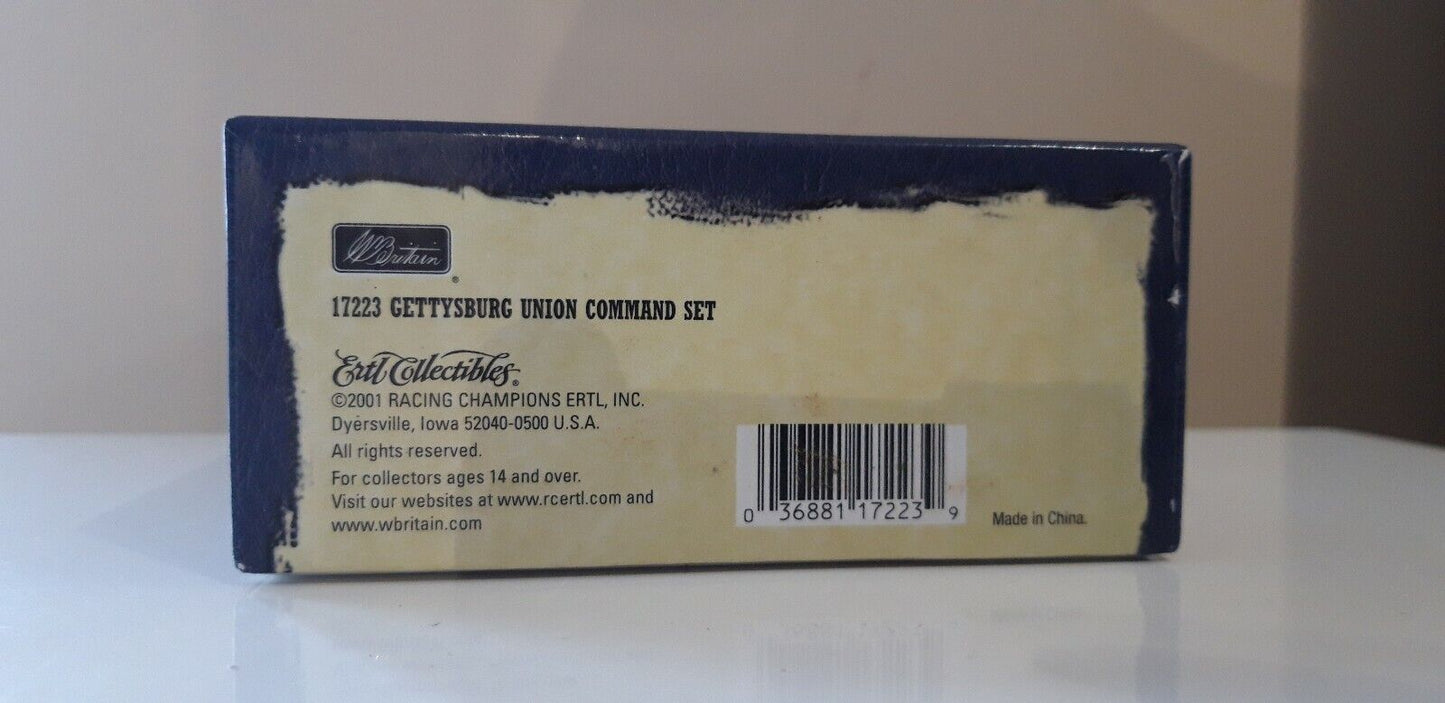 WBritain®
17223 GETTYSBURG UNION COMMAND SET
Ertl Collectibles®
©2001 RACING CHAMPIONS ERTL, INC.
Dyersville, Iowa 52040-0500 U.S.A.
All rights reserved.
For collectors ages 14 and over.
Visit our websites at www.rcertl.com and
www.wbritain.com
0 36881 17223 9
Made in China.